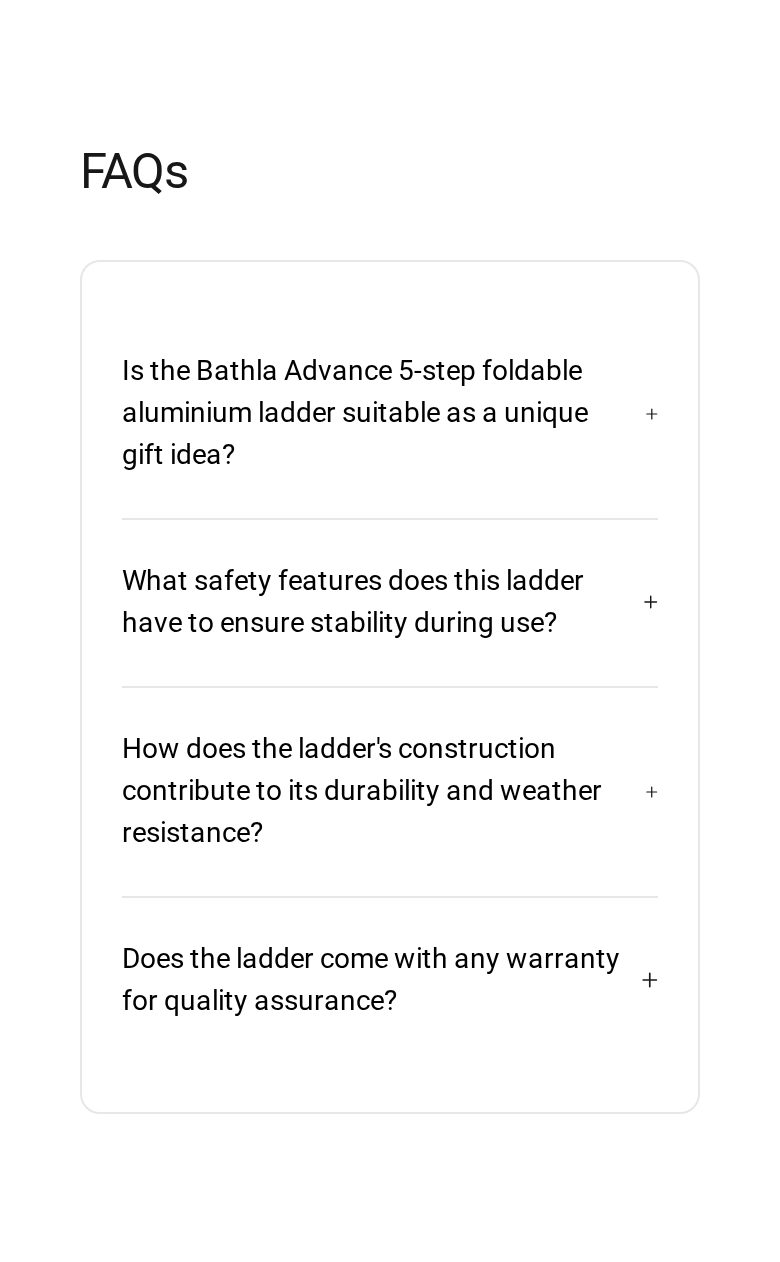 FAQs
Is the Bathla Advance 5-step foldable
aluminium ladder suitable as a unique
gift idea?
What safety features does this ladder
have to ensure stability during use?
How does the ladder's construction
contribute to its durability and weather
resistance?
Does the ladder come with any warranty
for quality assurance?